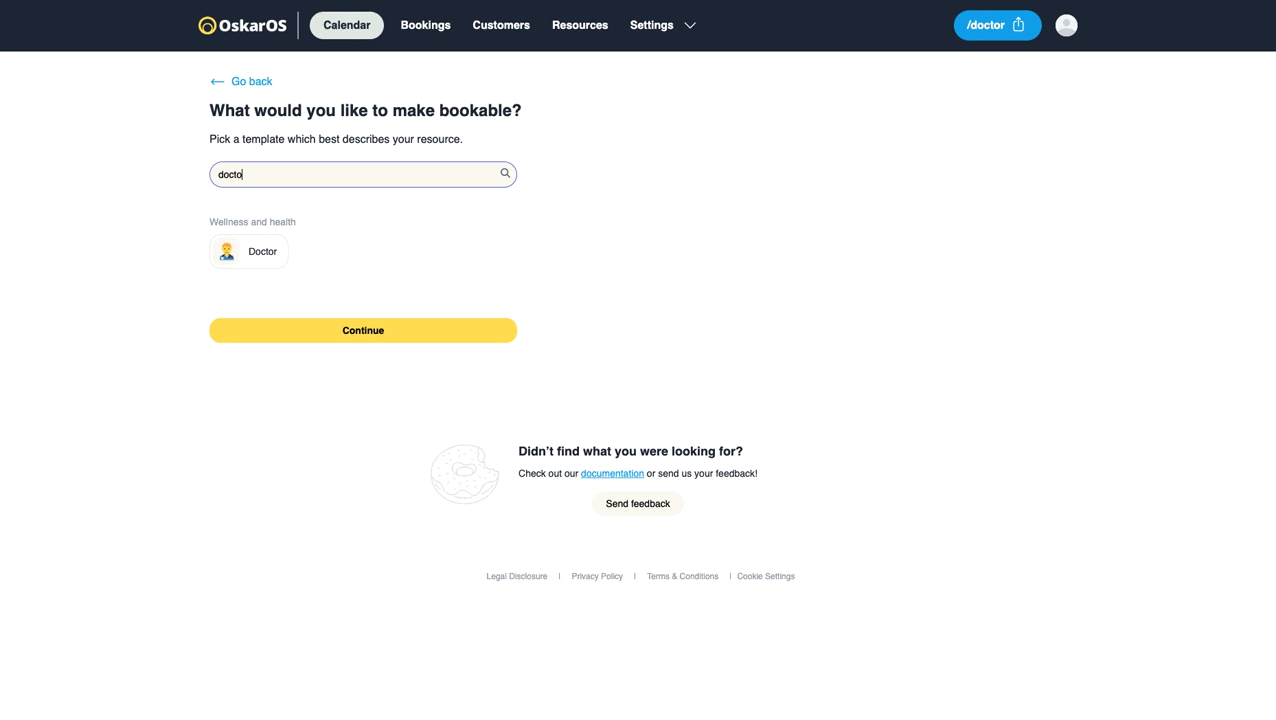 OskarOS
Calendar
Bookings
Customers
Resources
Settings
/doctor
Go back
What would you like to make bookable?
Pick a template which best describes your resource.
docto
Wellness and health
Doctor
Continue
Didn’t find what you were looking for?
Check out our documentation or send us your feedback!
Send feedback
Legal Disclosure | Privacy Policy | Terms & Conditions | Cookie Settings